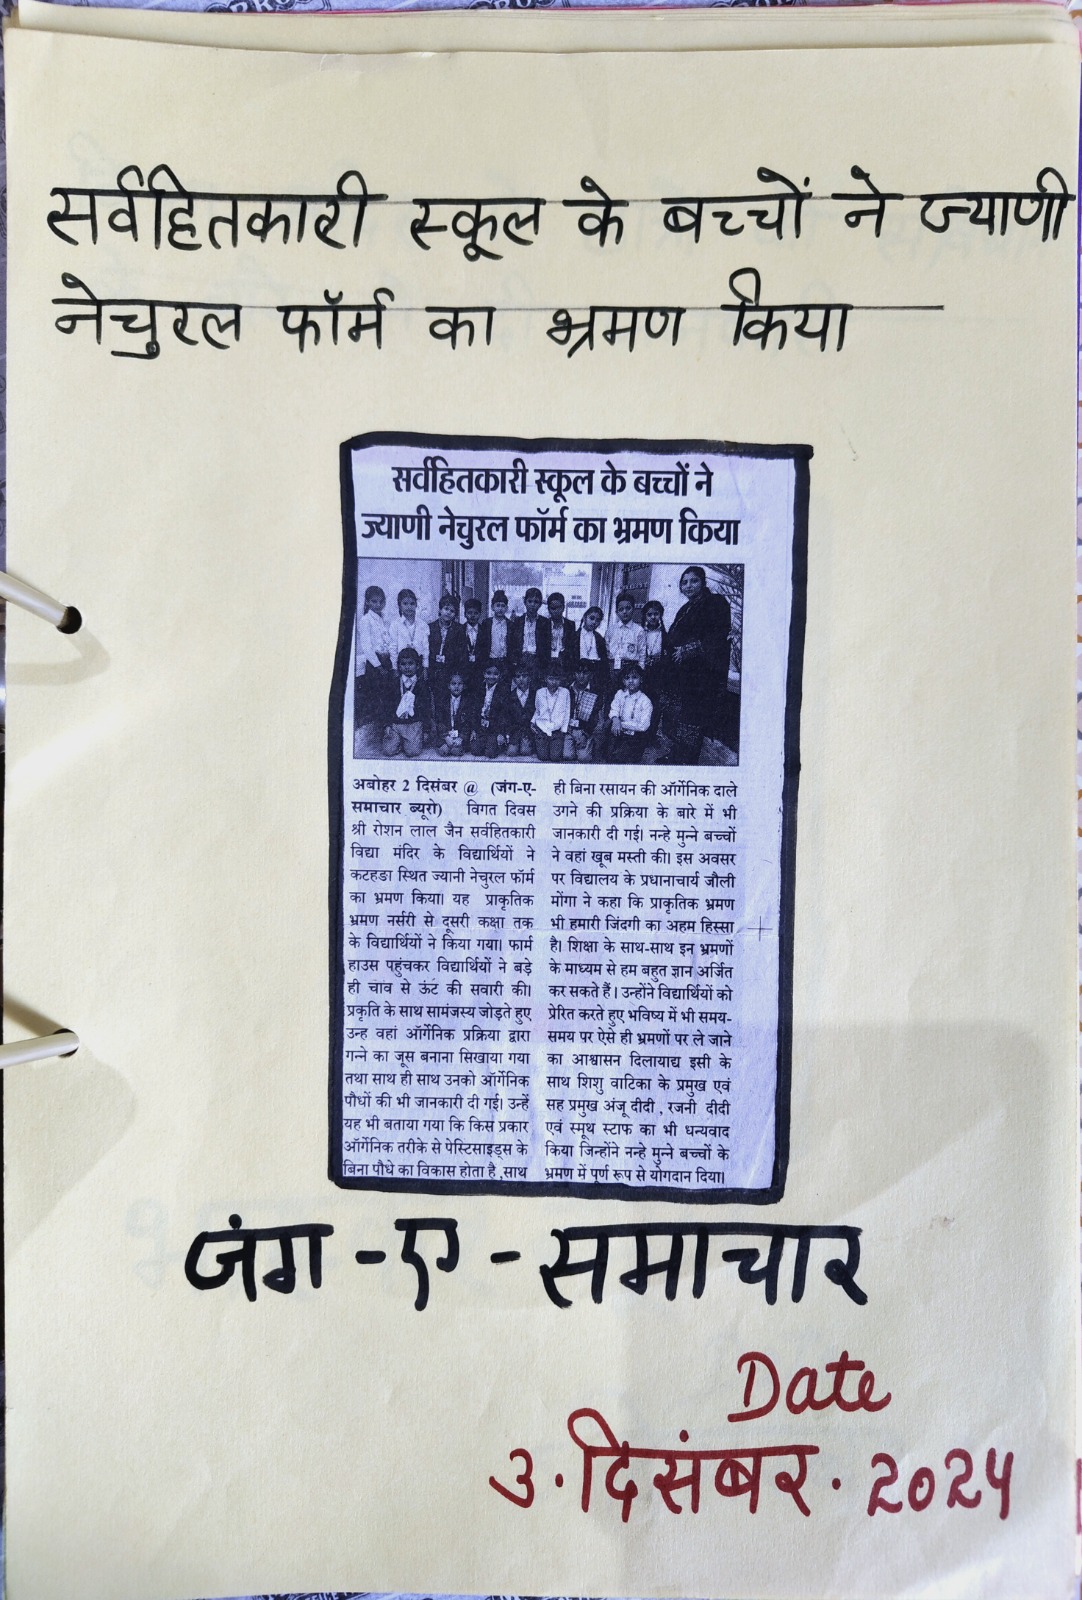 सर्वहितकारी स्कूल के बच्चों ने ज्याणी
नेचुरल फॉर्म का भ्रमण किया
सर्वहितकारी स्कूल के बच्चों ने
ज्याणी नेचुरल फॉर्म का भ्रमण किया
अबोहर 2 दिसंबर @ (जंग-ए-
समाचार ब्यूरो) विगत दिवस
श्री रोशन लाल जैन सर्वहितकारी
विद्या मंदिर के विद्यार्थियों ने
कटहङा स्थित ज्यानी नेचुरल फॉर्म
का भ्रमण किया। यह प्राकृतिक
भ्रमण नर्सरी से दूसरी कक्षा तक
के विद्यार्थियों ने किया गया। फार्म
हाउस पहुंचकर विद्यार्थियों ने बड़े
ही चाव से ऊंट की सवारी की।
प्रकृति के साथ सामंजस्य जोड़ते हुए
उन्ह वहां ऑर्गेनिक प्रक्रिया द्वारा
गन्ने का जूस बनाना सिखाया गया
तथा साथ ही साथ उनको ऑर्गेनिक
पौधों की भी जानकारी दी गई। उन्हें
यह भी बताया गया कि किस प्रकार
ऑर्गेनिक तरीके से पेस्टिसाइड्स के
बिना पौधे का विकास होता है ,साथ
ही बिना रसायन की ऑर्गेनिक दाले
उगने की प्रक्रिया के बारे में भी
जानकारी दी गई। नन्हे मुन्ने बच्चों
ने वहां खूब मस्ती की। इस अवसर
पर विद्यालय के प्रधानाचार्य जौली
मोंगा ने कहा कि प्राकृतिक भ्रमण
भी हमारी जिंदगी का अहम हिस्सा
है। शिक्षा के साथ-साथ इन भ्रमणों
के माध्यम से हम बहुत ज्ञान अर्जित
कर सकते हैं। उन्होंने विद्यार्थियों को
प्रेरित करते हुए भविष्य में भी समय-
समय पर ऐसे ही भ्रमणों पर ले जाने
का आश्वासन दिलायाद्य इसी के
साथ शिशु वाटिका के प्रमुख एवं
सह प्रमुख अंजू दीदी , रजनी दीदी
एवं स्मूथ स्टाफ का भी धन्यवाद
किया जिन्होंने नन्हे मुन्ने बच्चों के
भ्रमण में पूर्ण रूप से योगदान दिया।
जंग-ए-समाचार
Date
3.दिसंबर.2024